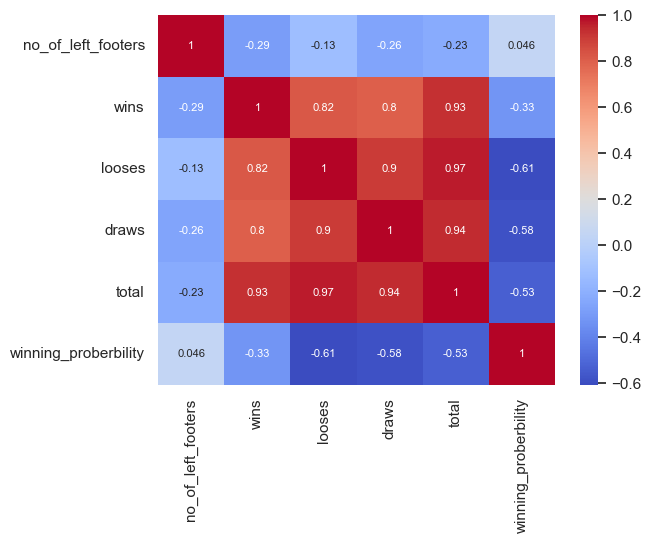 no_of_left_footers 1 -0.29 -0.13 -0.26 -0.23 0.046
wins -0.29 1 0.82 0.8 0.93 -0.33
looses -0.13 0.82 1 0.9 0.97 -0.61
draws -0.26 0.8 0.9 1 0.94 -0.58
total -0.23 0.93 0.97 0.94 1 -0.53
winning_proberbility 0.046 -0.33 -0.61 -0.58 -0.53 1
no_of_left_footers
wins
looses
draws
total
winning_proberbility
1.0
0.8
0.6
0.4
0.2
0.0
−0.2
−0.4
−0.6